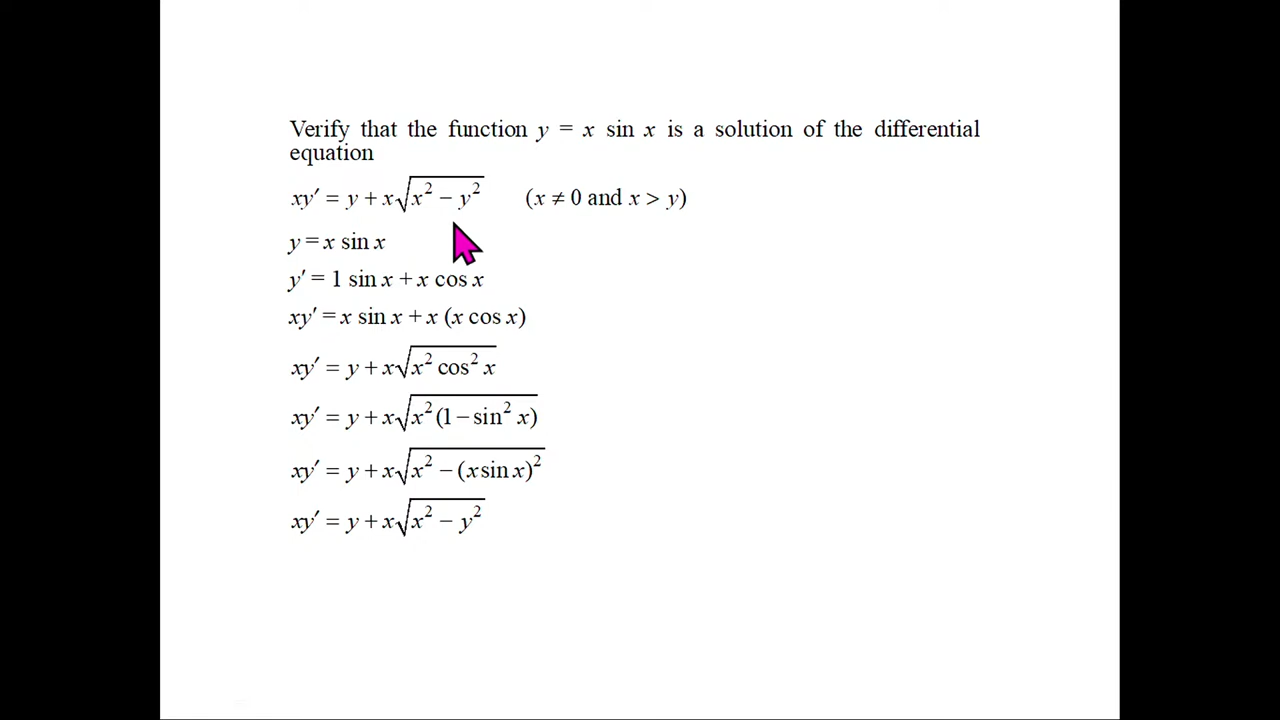 Verify that the function y = x sin x is a solution of the differential
equation
xy′ = y + x√(x² − y²) (x ≠ 0 and x > y)
y = x sin x
y′ = 1 sin x + x cos x
xy′ = x sin x + x (x cos x)
xy′ = y + x√(x² cos² x)
xy′ = y + x√(x² (1 − sin² x))
xy′ = y + x√(x² − (x sin x)²)
xy′ = y + x√(x² − y²)